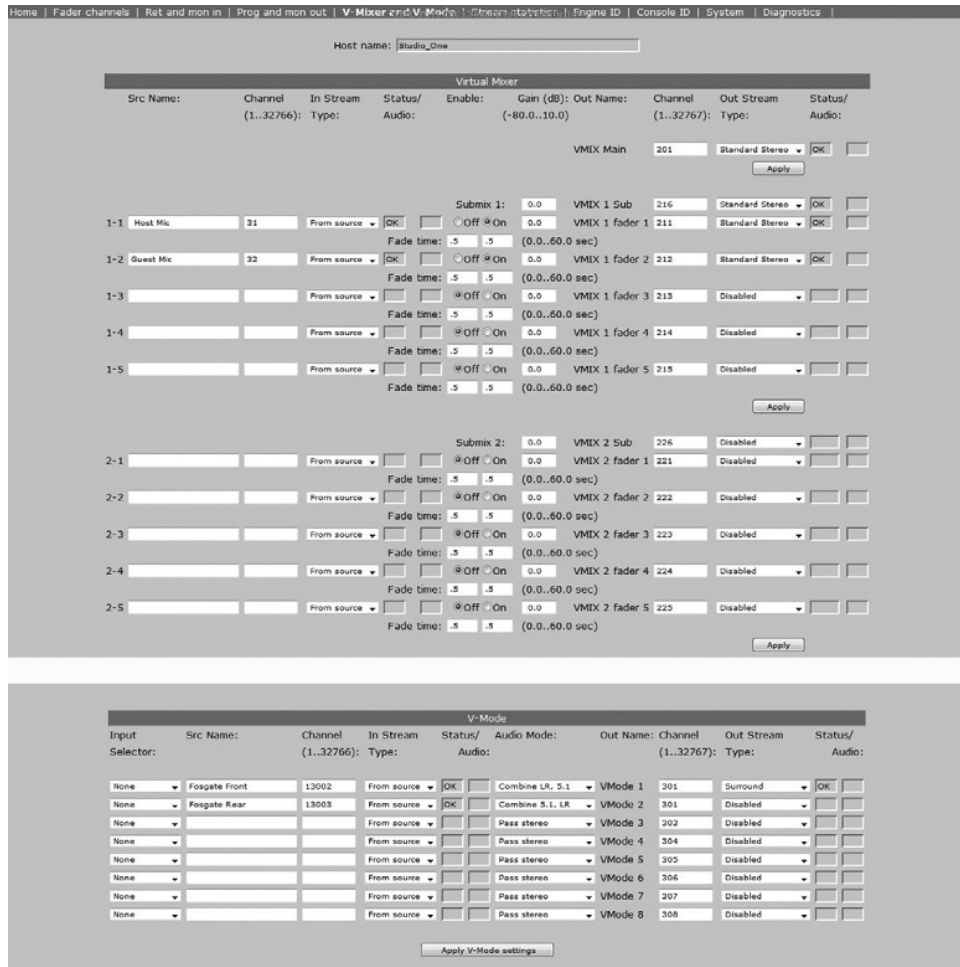 Home | Fader channels | Ret and mon in | Prog and mon out | V-Mixer and V-Mode | Stream statistics | Engine ID | Console ID | System | Diagnostics |
Host name: Studio_One
Virtual Mixer
Src Name: Channel In Stream Status/ Enable: Gain (dB): Out Name: Channel Out Stream Status/
(1..32766): Type: Audio: (-80.0..10.0) (1..32767): Type: Audio:
VMIX Main 201 Standard Stereo OK
Apply
Submix 1: 0.0 VMIX 1 Sub 216 Standard Stereo OK
1-1 Host Mic 31 From source OK Off On 0.0 VMIX 1 fader 1 211 Standard Stereo OK
Fade time: .5 .5 (0.0..60.0 sec)
1-2 Guest Mic 32 From source OK Off On 0.0 VMIX 1 fader 2 212 Standard Stereo OK
Fade time: .5 .5 (0.0..60.0 sec)
1-3 From source Off On 0.0 VMIX 1 fader 3 213 Disabled
Fade time: .5 .5 (0.0..60.0 sec)
1-4 From source Off On 0.0 VMIX 1 fader 4 214 Disabled
Fade time: .5 .5 (0.0..60.0 sec)
1-5 From source Off On 0.0 VMIX 1 fader 5 215 Disabled
Fade time: .5 .5 (0.0..60.0 sec)
Apply
Submix 2: 0.0 VMIX 2 Sub 226 Disabled
2-1 From source Off On 0.0 VMIX 2 fader 1 221 Disabled
Fade time: .5 .5 (0.0..60.0 sec)
2-2 From source Off On 0.0 VMIX 2 fader 2 222 Disabled
Fade time: .5 .5 (0.0..60.0 sec)
2-3 From source Off On 0.0 VMIX 2 fader 3 223 Disabled
Fade time: .5 .5 (0.0..60.0 sec)
2-4 From source Off On 0.0 VMIX 2 fader 4 224 Disabled
Fade time: .5 .5 (0.0..60.0 sec)
2-5 From source Off On 0.0 VMIX 2 fader 5 225 Disabled
Fade time: .5 .5 (0.0..60.0 sec)
Apply
V-Mode
Input Src Name: Channel In Stream Status/ Audio Mode: Out Name: Channel Out Stream Status/
Selector: (1..32766): Type: Audio: (1..32767): Type: Audio:
None Fosgate Front 13002 From source OK Combine LR, 5.1 VMode 1 301 Surround OK
None Fosgate Rear 13003 From source OK Combine 5.1, LR VMode 2 301 Disabled
None From source Pass stereo VMode 3 303 Disabled
None From source Pass stereo VMode 4 304 Disabled
None From source Pass stereo VMode 5 305 Disabled
None From source Pass stereo VMode 6 306 Disabled
None From source Pass stereo VMode 7 307 Disabled
None From source Pass stereo VMode 8 308 Disabled
Apply V-Mode settings